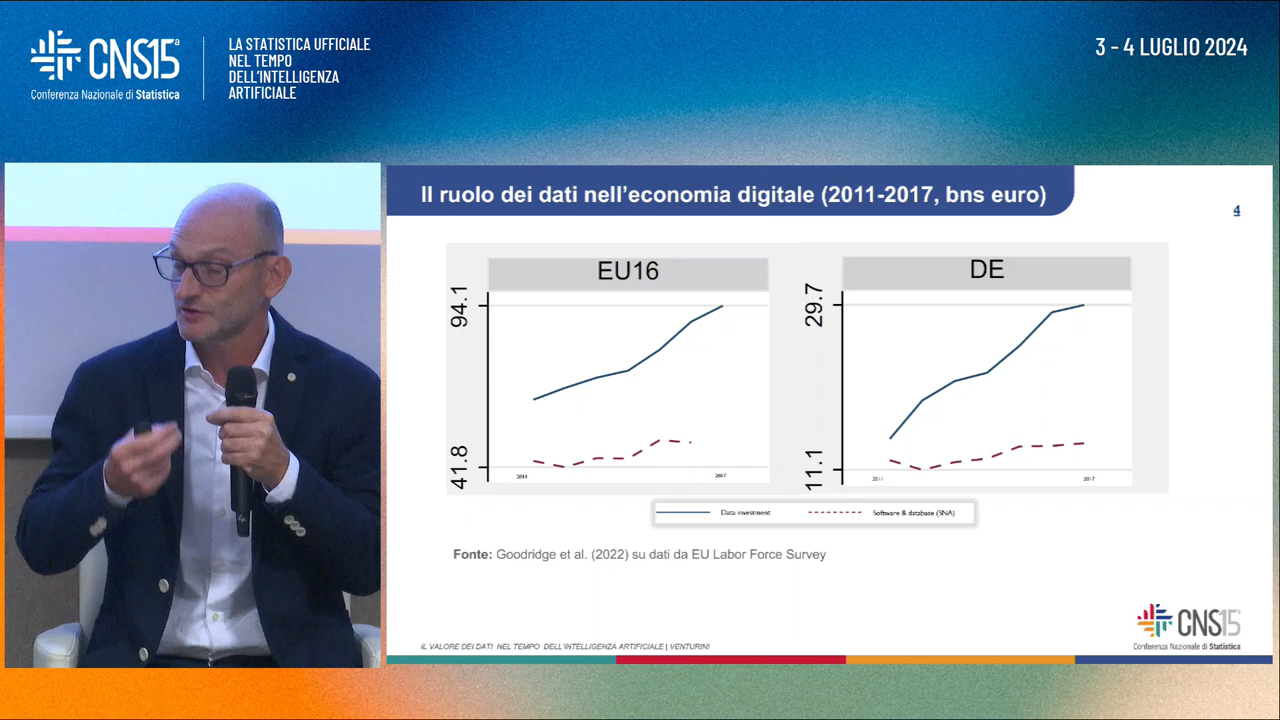 CNS15ª
Conferenza Nazionale di Statistica
LA STATISTICA UFFICIALE
NEL TEMPO
DELL'INTELLIGENZA
ARTIFICIALE
3 - 4 LUGLIO 2024
Il ruolo dei dati nell'economia digitale (2011-2017, bns euro)
4
EU16
94.1
41.8
2011
2017
DE
29.7
11.1
2011
2017
Data investment
Software & database (SNA)
Fonte: Goodridge et al. (2022) su dati da EU Labor Force Survey
IL VALORE DEI DATI NEL TEMPO DELL'INTELLIGENZA ARTIFICIALE | VENTURINI
CNS15ª
Conferenza Nazionale di Statistica